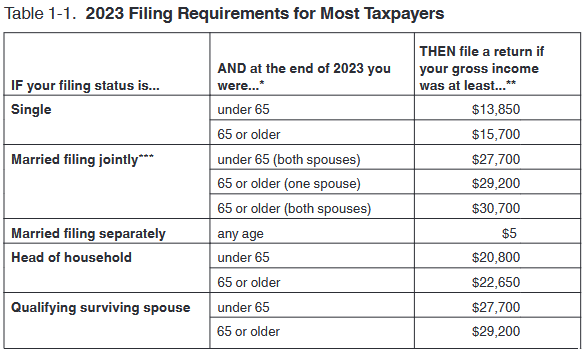 Table 1-1. 2023 Filing Requirements for Most Taxpayers
IF your filing status is... AND at the end of 2023 you were...* THEN file a return if your gross income was at least...**
Single under 65 $13,850
65 or older $15,700
Married filing jointly*** under 65 (both spouses) $27,700
65 or older (one spouse) $29,200
65 or older (both spouses) $30,700
Married filing separately any age $5
Head of household under 65 $20,800
65 or older $22,650
Qualifying surviving spouse under 65 $27,700
65 or older $29,200